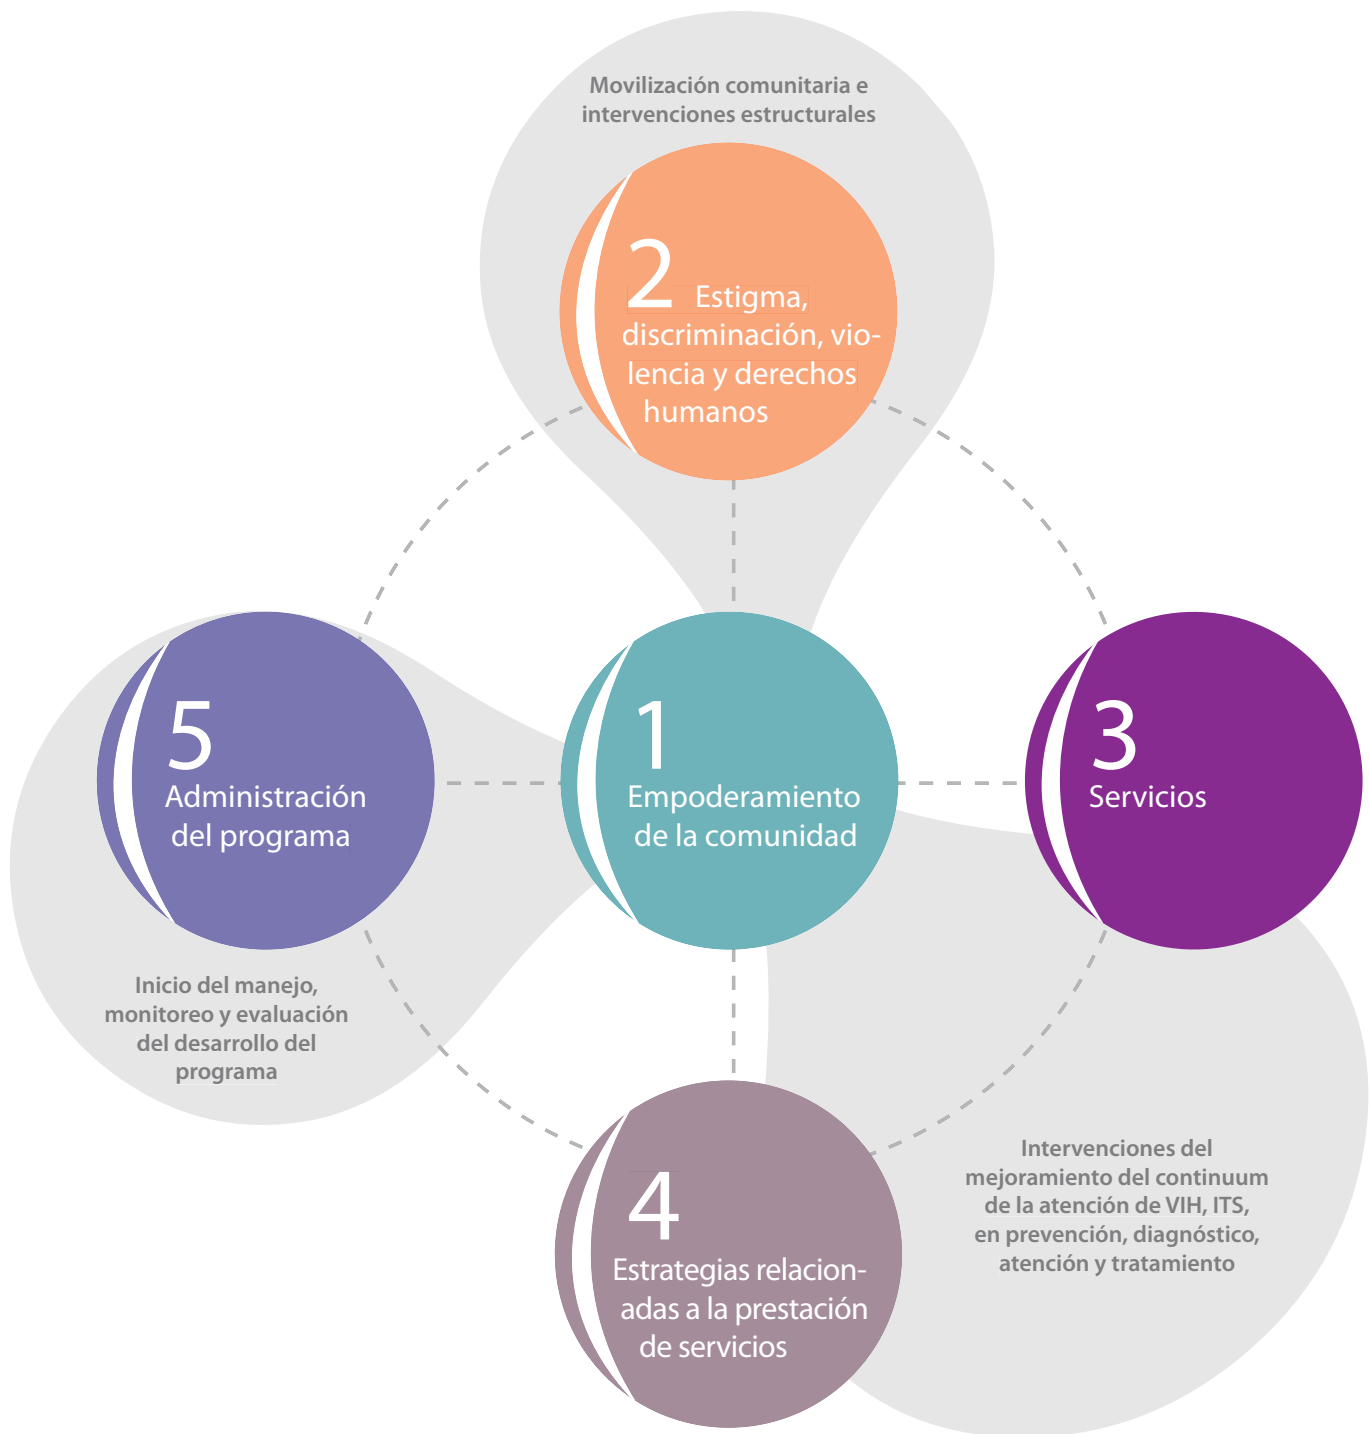 Movilización comunitaria e
intervenciones estructurales
2 Estigma,
discriminación, vio-
lencia y derechos
humanos
5
Administración
del programa
1
Empoderamiento
de la comunidad
3
Servicios
Inicio del manejo,
monitoreo y evaluación
del desarrollo del
programa
4
Estrategias relacion-
adas a la prestación
de servicios
Intervenciones del
mejoramiento del continuum
de la atención de VIH, ITS,
en prevención, diagnóstico,
atención y tratamiento